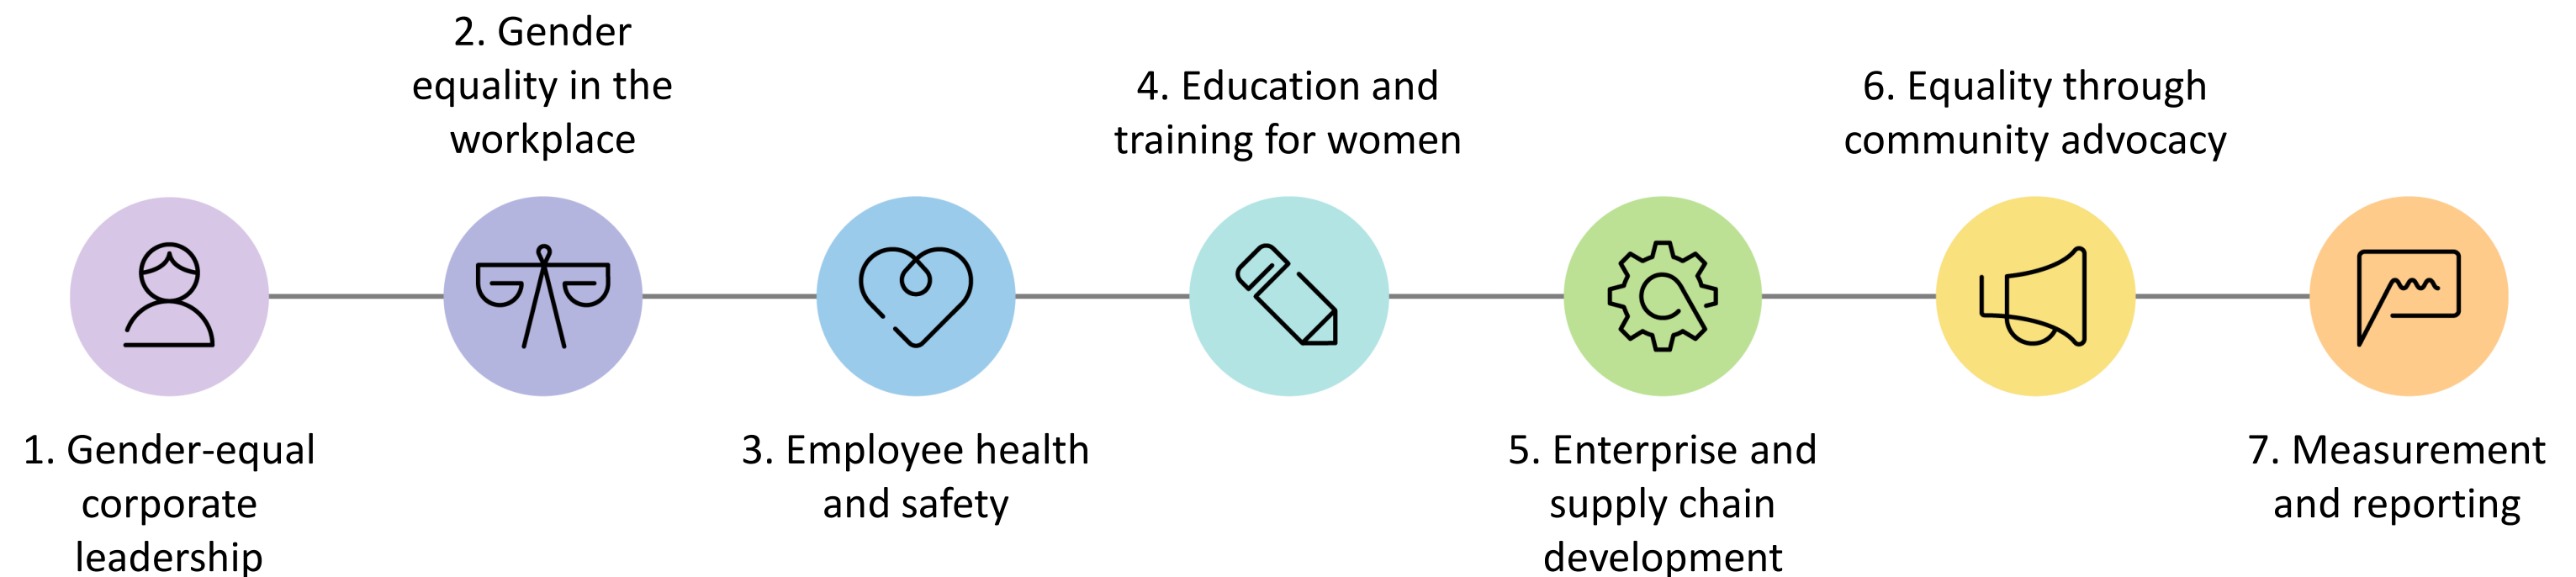 1. Gender-equal
corporate
leadership
2. Gender
equality in the
workplace
3. Employee health
and safety
4. Education and
training for women
5. Enterprise and
supply chain
development
6. Equality through
community advocacy
7. Measurement
and reporting